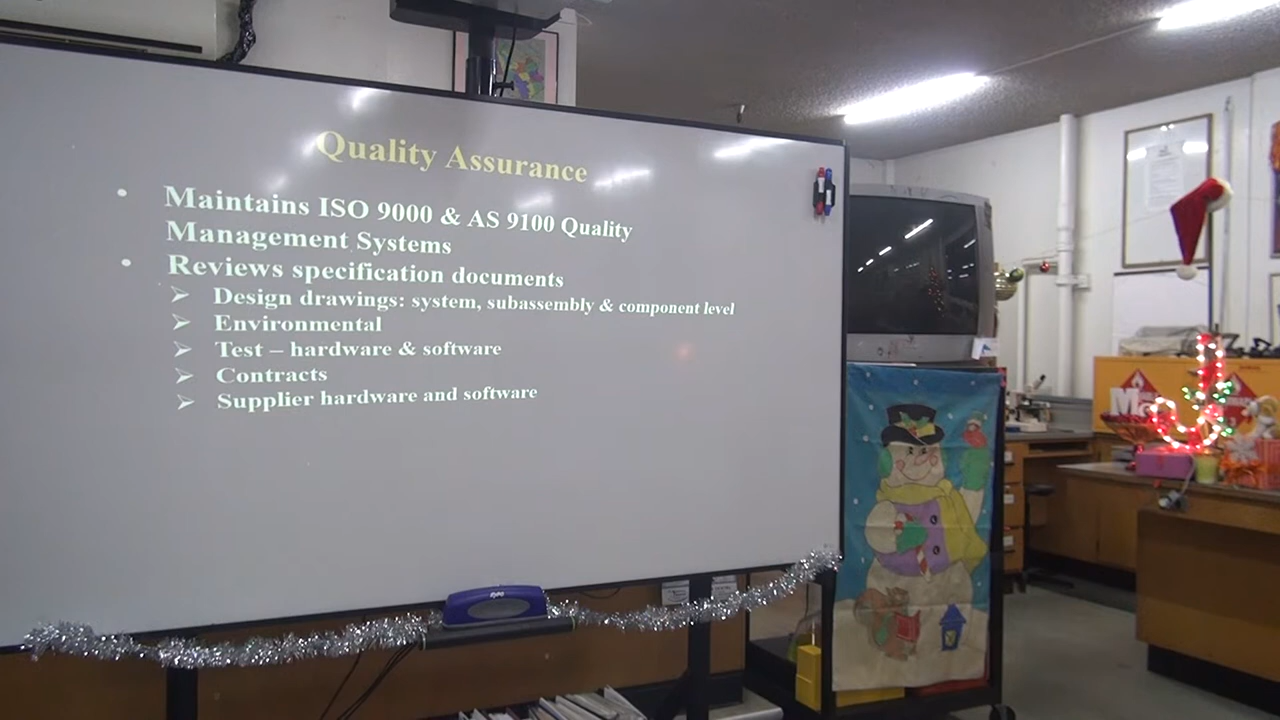 Quality Assurance
• Maintains ISO 9000 & AS 9100 Quality
Management Systems
• Reviews specification documents
➢ Design drawings: system, subassembly & component level
➢ Environmental
➢ Test – hardware & software
➢ Contracts
➢ Supplier hardware and software
EXPO